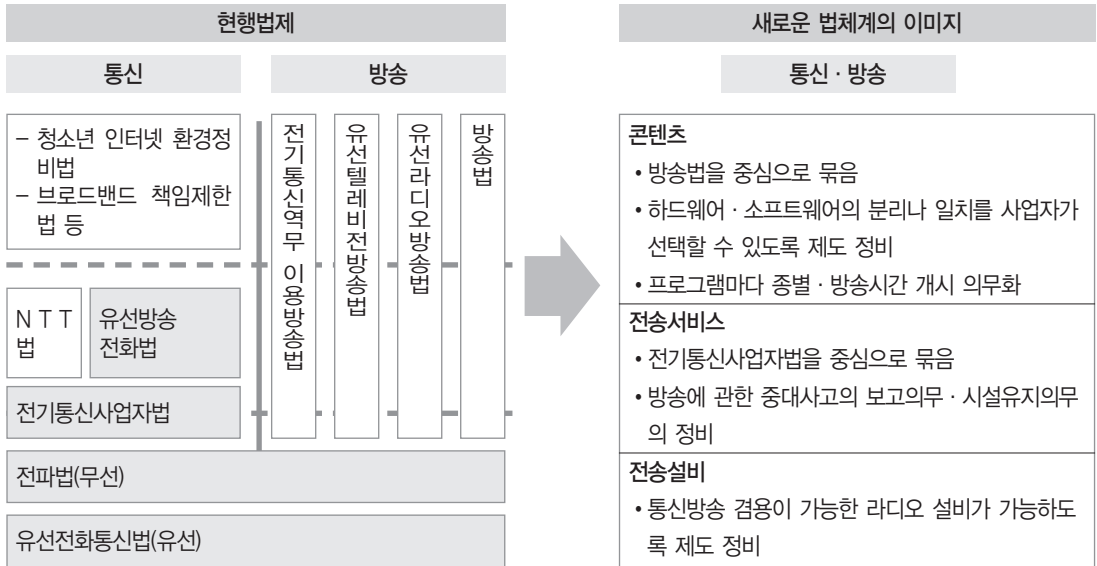 현행법제
새로운 법체계의 이미지
통신
방송
통신·방송
– 청소년 인터넷 환경정
비법
– 브로드밴드 책임제한
법 등
NTT
법
유선방송
전화법
전기통신사업자법
전기통신역무 이용방송법
유선텔레비전방송법
유선라디오방송법
방송법
전파법(무선)
유선전화통신법(유선)
콘텐츠
• 방송법을 중심으로 묶음
• 하드웨어·소프트웨어의 분리나 일치를 사업자가
선택할 수 있도록 제도 정비
• 프로그램마다 종별·방송시간 개시 의무화
전송서비스
• 전기통신사업자법을 중심으로 묶음
• 방송에 관한 중대사고의 보고의무·시설유지의무
의 정비
전송설비
• 통신방송 겸용이 가능한 라디오 설비가 가능하도
록 제도 정비